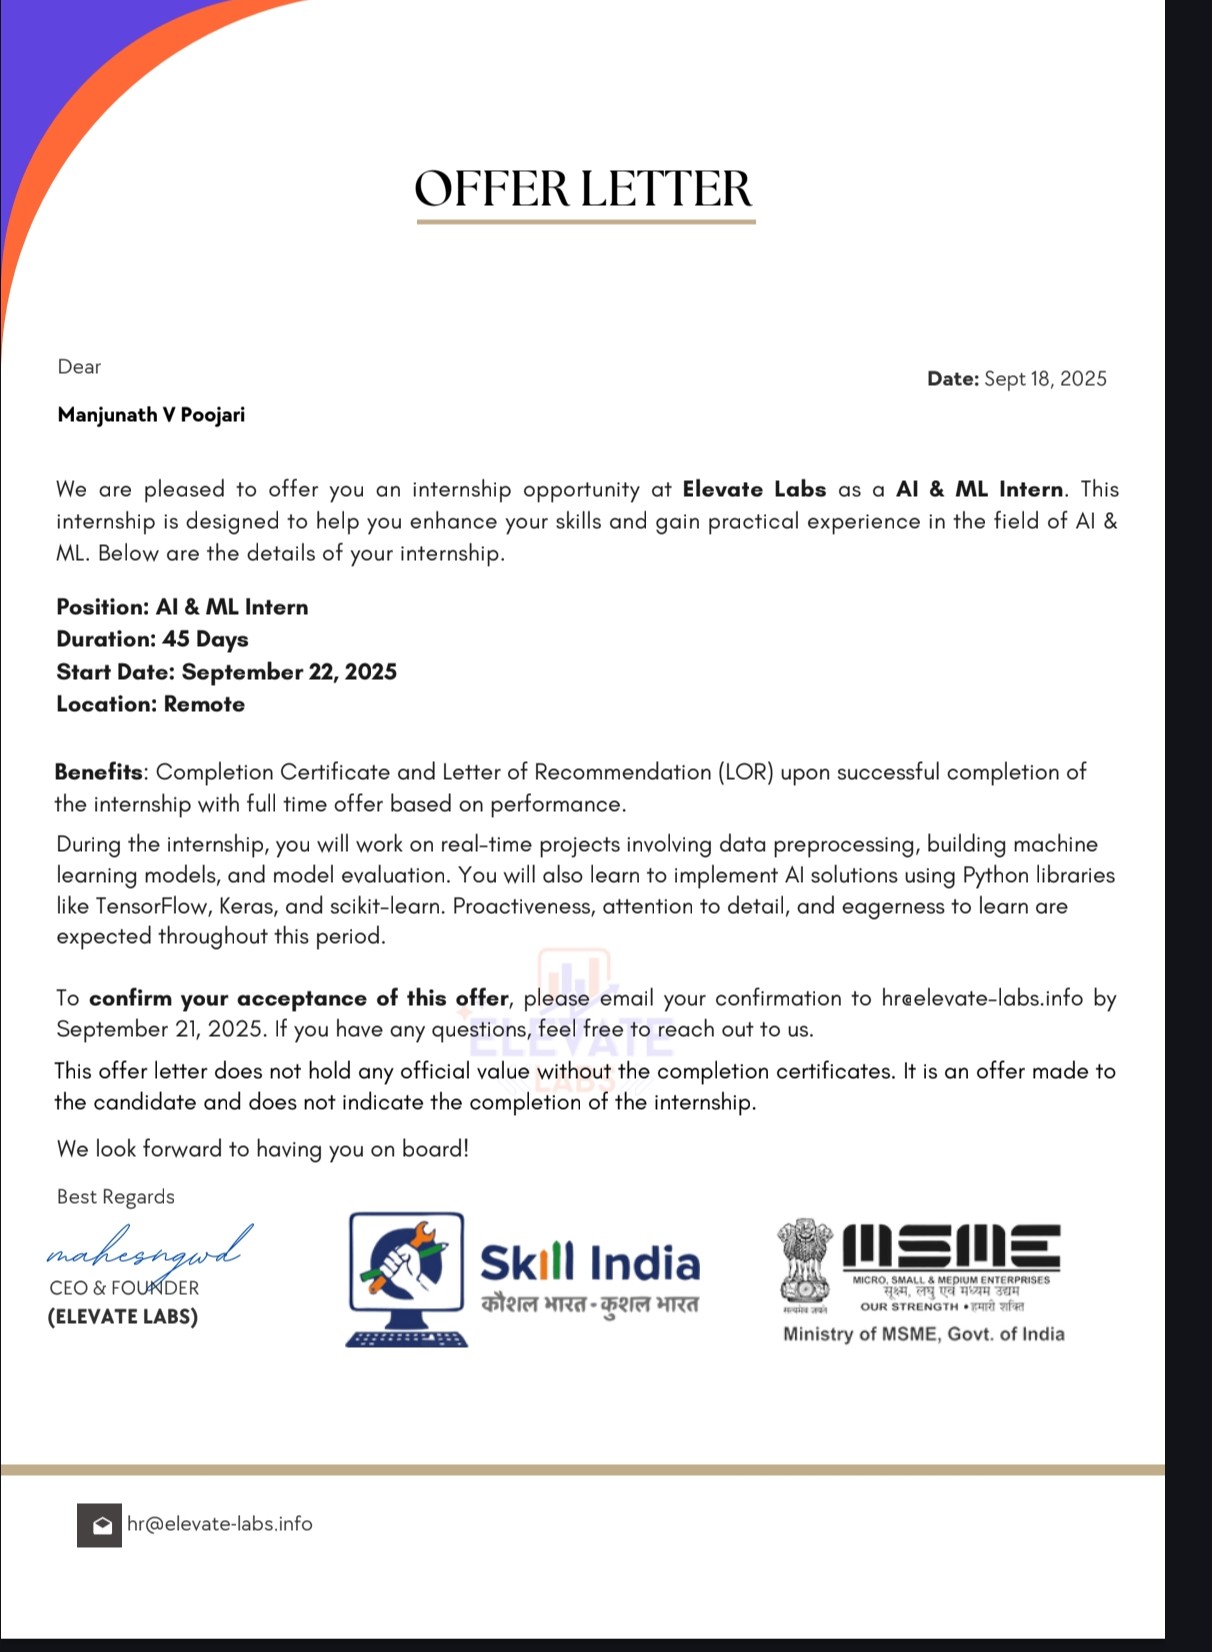 OFFER LETTER
Dear
Date: Sept 18, 2025
Manjunath V Poojari
We are pleased to offer you an internship opportunity at Elevate Labs as a AI & ML Intern. This
internship is designed to help you enhance your skills and gain practical experience in the field of AI &
ML. Below are the details of your internship.
Position: AI & ML Intern
Duration: 45 Days
Start Date: September 22, 2025
Location: Remote
Benefits: Completion Certificate and Letter of Recommendation (LOR) upon successful completion of
the internship with full time offer based on performance.
During the internship, you will work on real-time projects involving data preprocessing, building machine
learning models, and model evaluation. You will also learn to implement AI solutions using Python libraries
like TensorFlow, Keras, and scikit-learn. Proactiveness, attention to detail, and eagerness to learn are
expected throughout this period.
To confirm your acceptance of this offer, please email your confirmation to hr@elevate-labs.info by
September 21, 2025. If you have any questions, feel free to reach out to us.
ELEVATE
LABS
This offer letter does not hold any official value without the completion certificates. It is an offer made to
the candidate and does not indicate the completion of the internship.
We look forward to having you on board!
Best Regards
mahesngwd
CEO & FOUNDER
(ELEVATE LABS)
Skill India
कौशल भारत - कुशल भारत
सत्यमेव जयते
MSME
MICRO, SMALL & MEDIUM ENTERPRISES
सूक्ष्म, लघु एवं मध्यम उद्यम
OUR STRENGTH • हमारी शक्ति
Ministry of MSME, Govt. of India
hr@elevate-labs.info